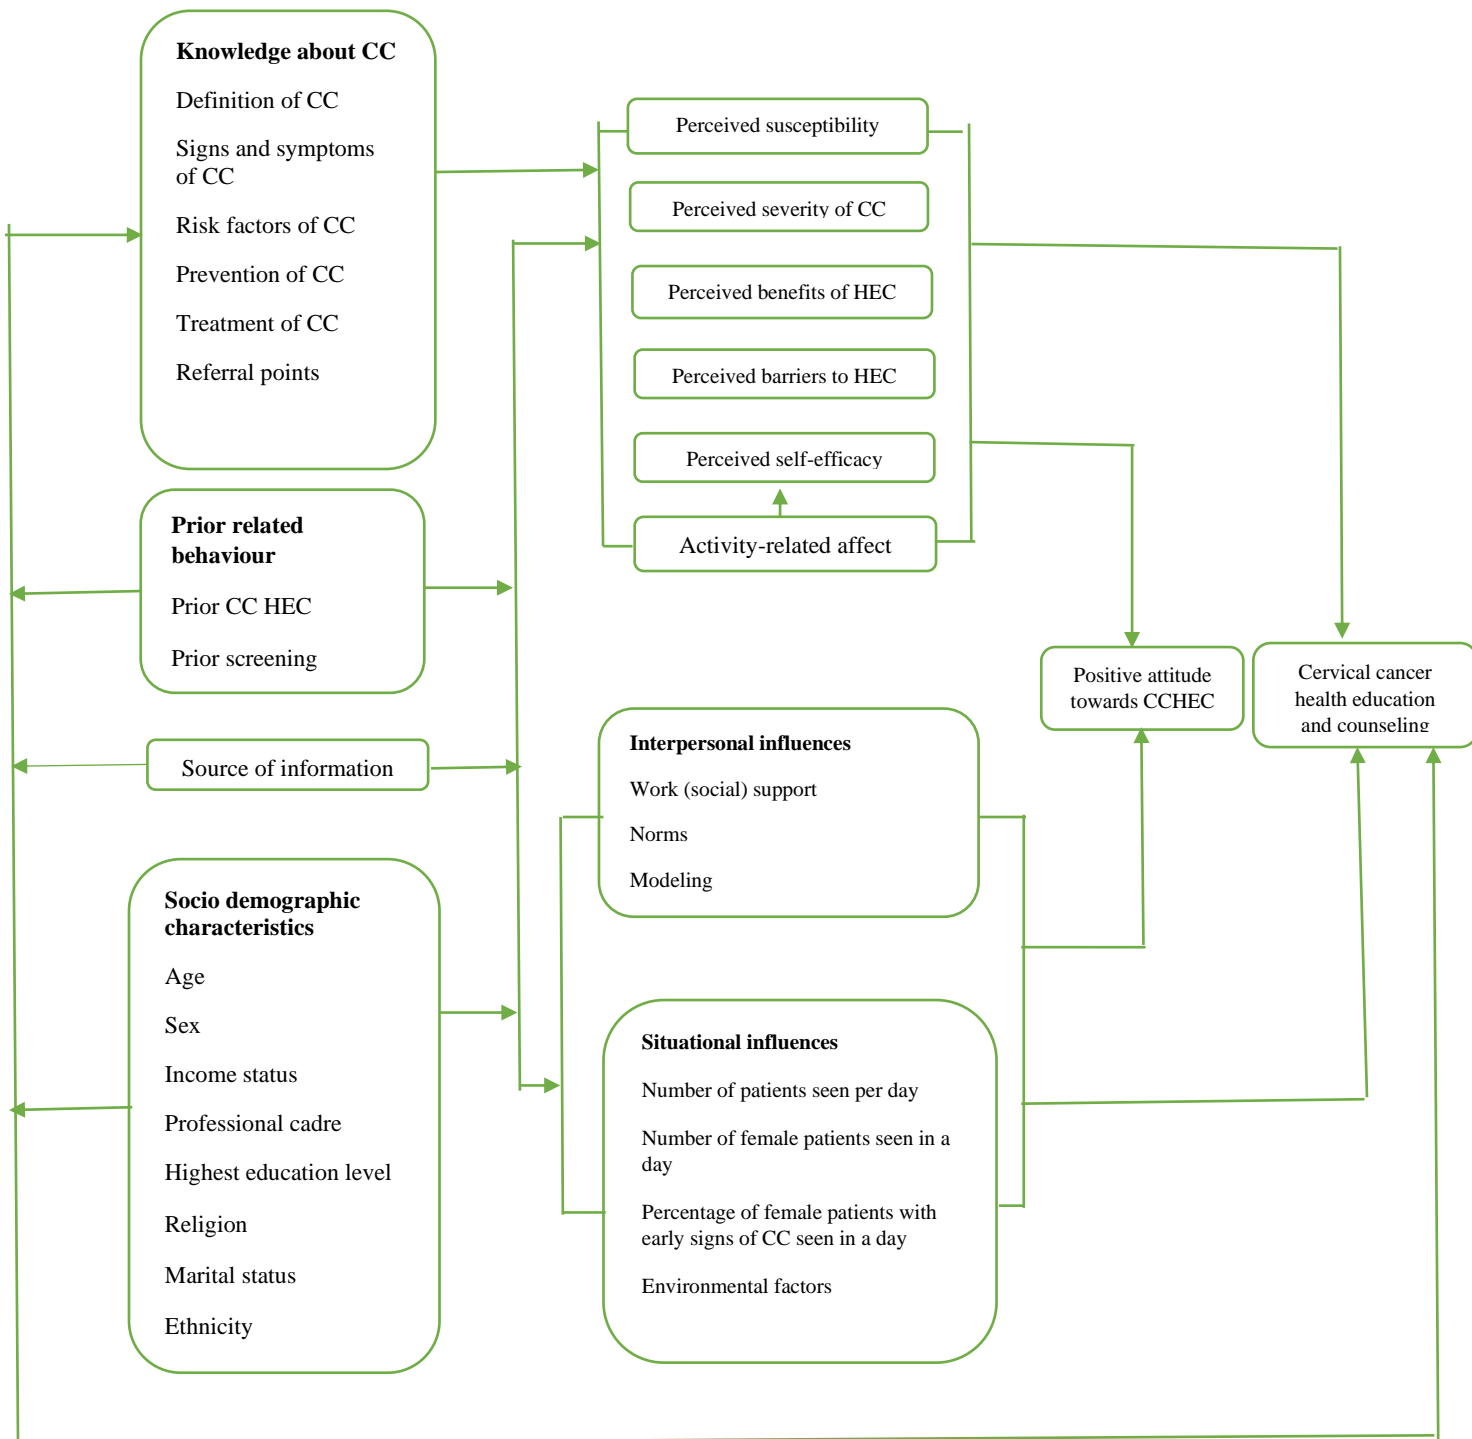 Knowledge about CC
Definition of CC
Signs and symptoms
of CC
Risk factors of CC
Prevention of CC
Treatment of CC
Referral points
Prior related
behaviour
Prior CC HEC
Prior screening
Source of information
Socio demographic
characteristics
Age
Sex
Income status
Professional cadre
Highest education level
Religion
Marital status
Ethnicity
Perceived susceptibility
Perceived severity of CC
Perceived benefits of HEC
Perceived barriers to HEC
Perceived self-efficacy
Activity-related affect
Interpersonal influences
Work (social) support
Norms
Modeling
Situational influences
Number of patients seen per day
Number of female patients seen in a
day
Percentage of female patients with
early signs of CC seen in a day
Environmental factors
Positive attitude
towards CCHEC
Cervical cancer
health education
and counseling